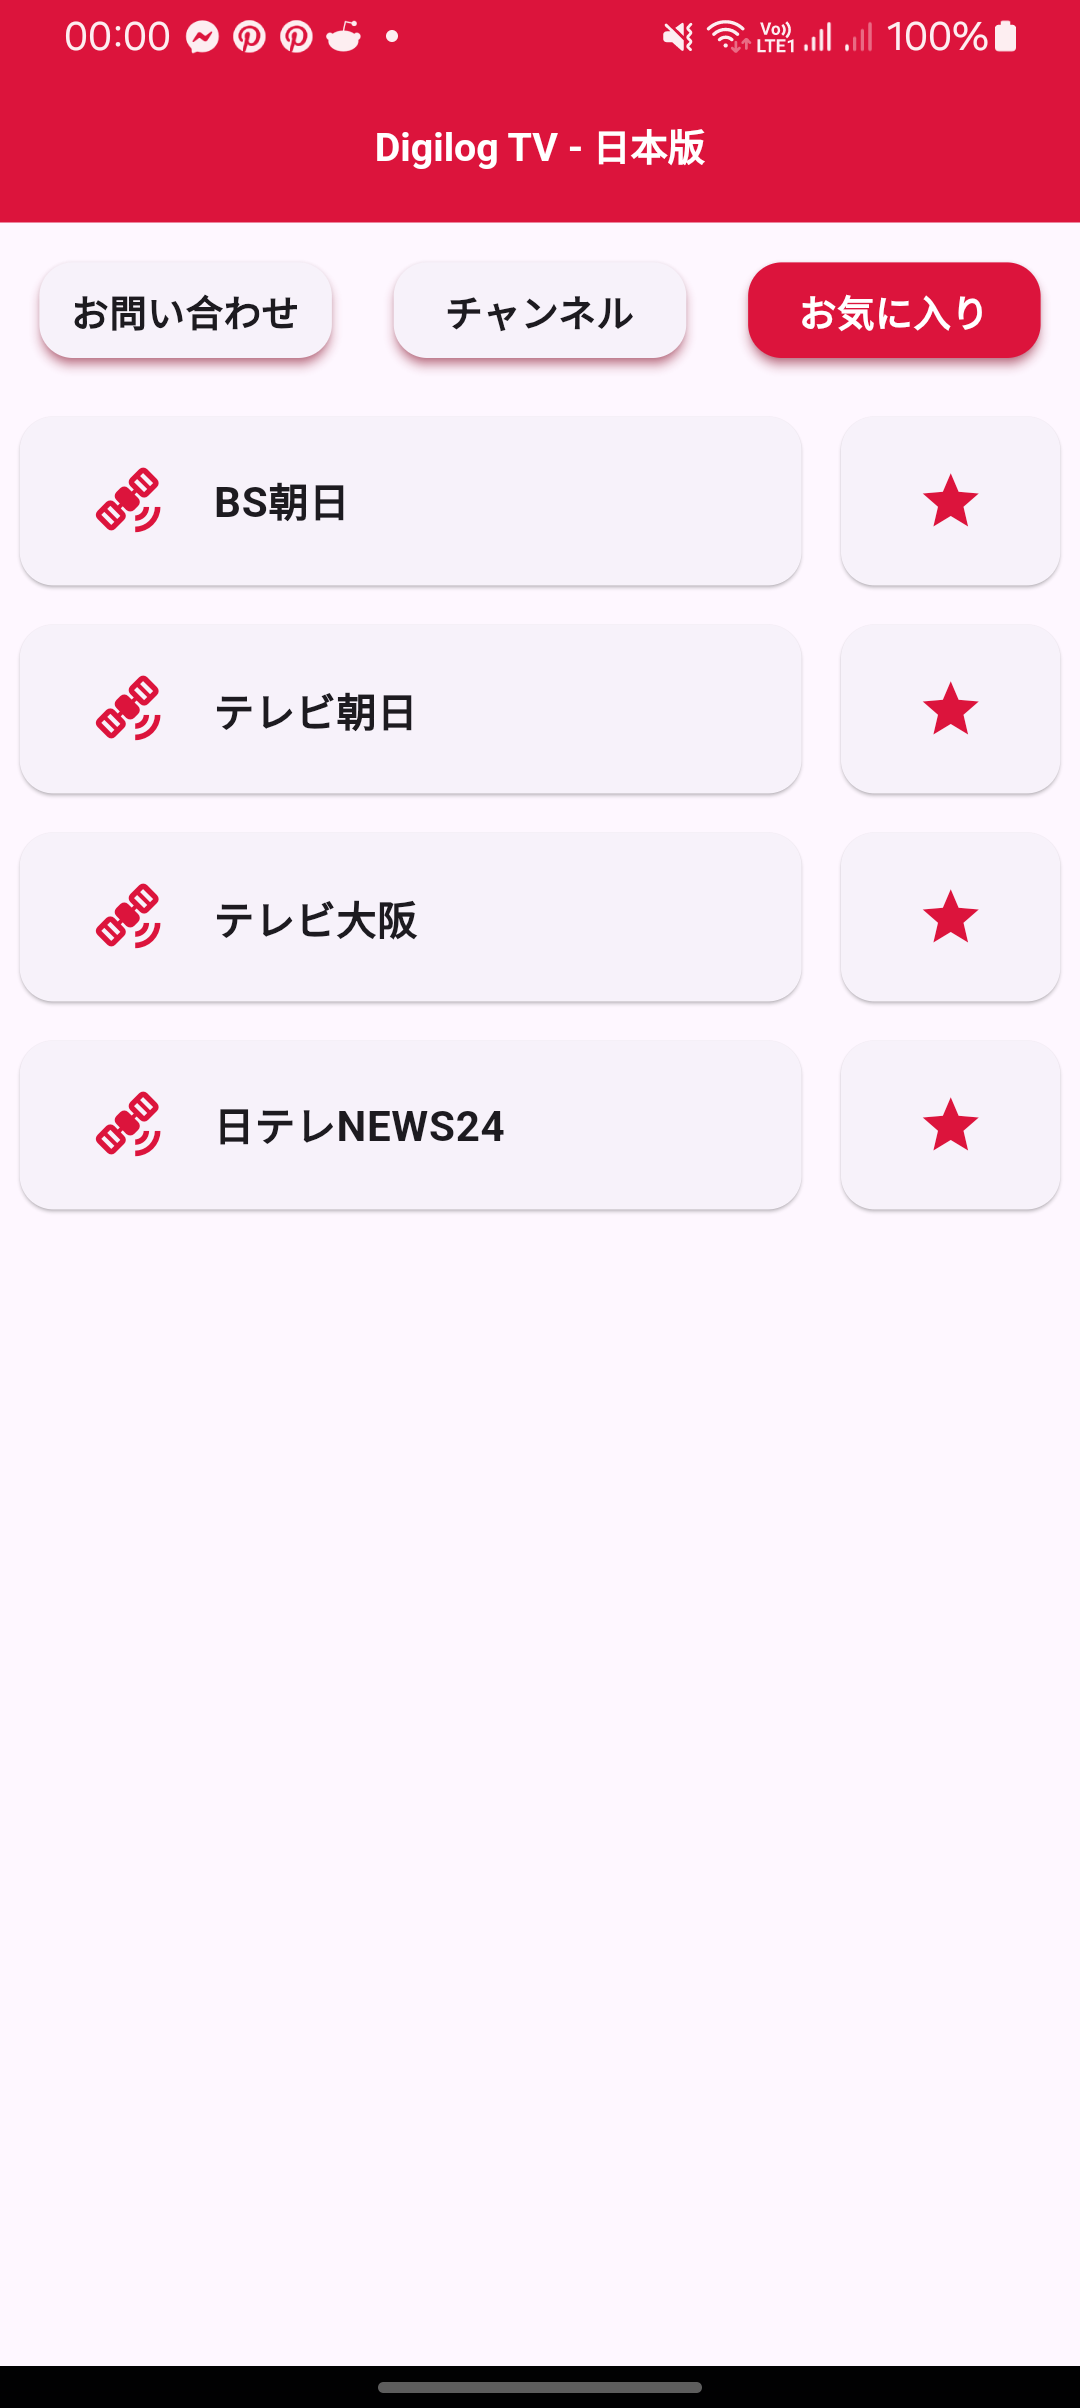 00:00
Vo))
LTE1
100%
Digilog TV - 日本版
お問い合わせ
チャンネル
お気に入り
BS朝日
テレビ朝日
テレビ大阪
日テレNEWS24